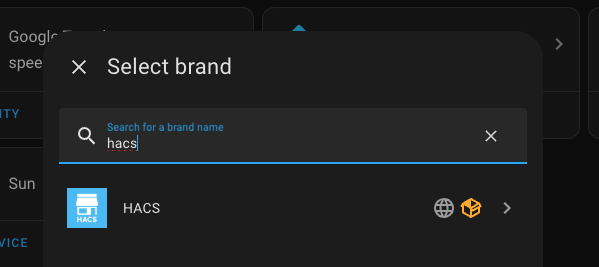 Google
spee
Select brand
Search for a brand name
hacs
ITY
HACS
HACS
Sun
VICE